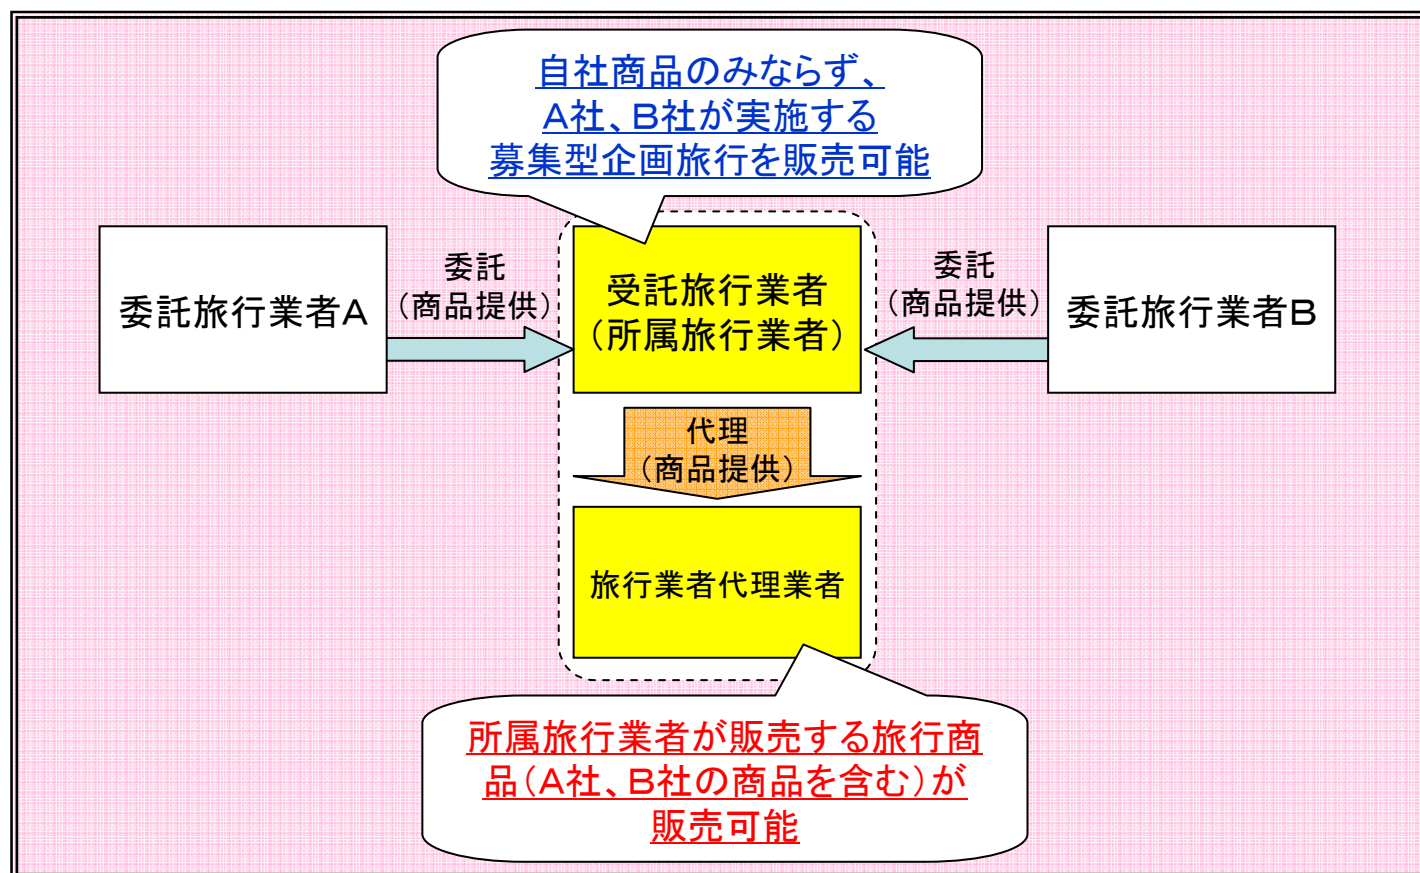 自社商品のみならず、
A社、B社が実施する
募集型企画旅行を販売可能
委託旅行業者A
委託
（商品提供）
受託旅行業者
（所属旅行業者）
委託
（商品提供）
委託旅行業者B
代理
（商品提供）
旅行業者代理業者
所属旅行業者が販売する旅行商
品（A社、B社の商品を含む）が
販売可能